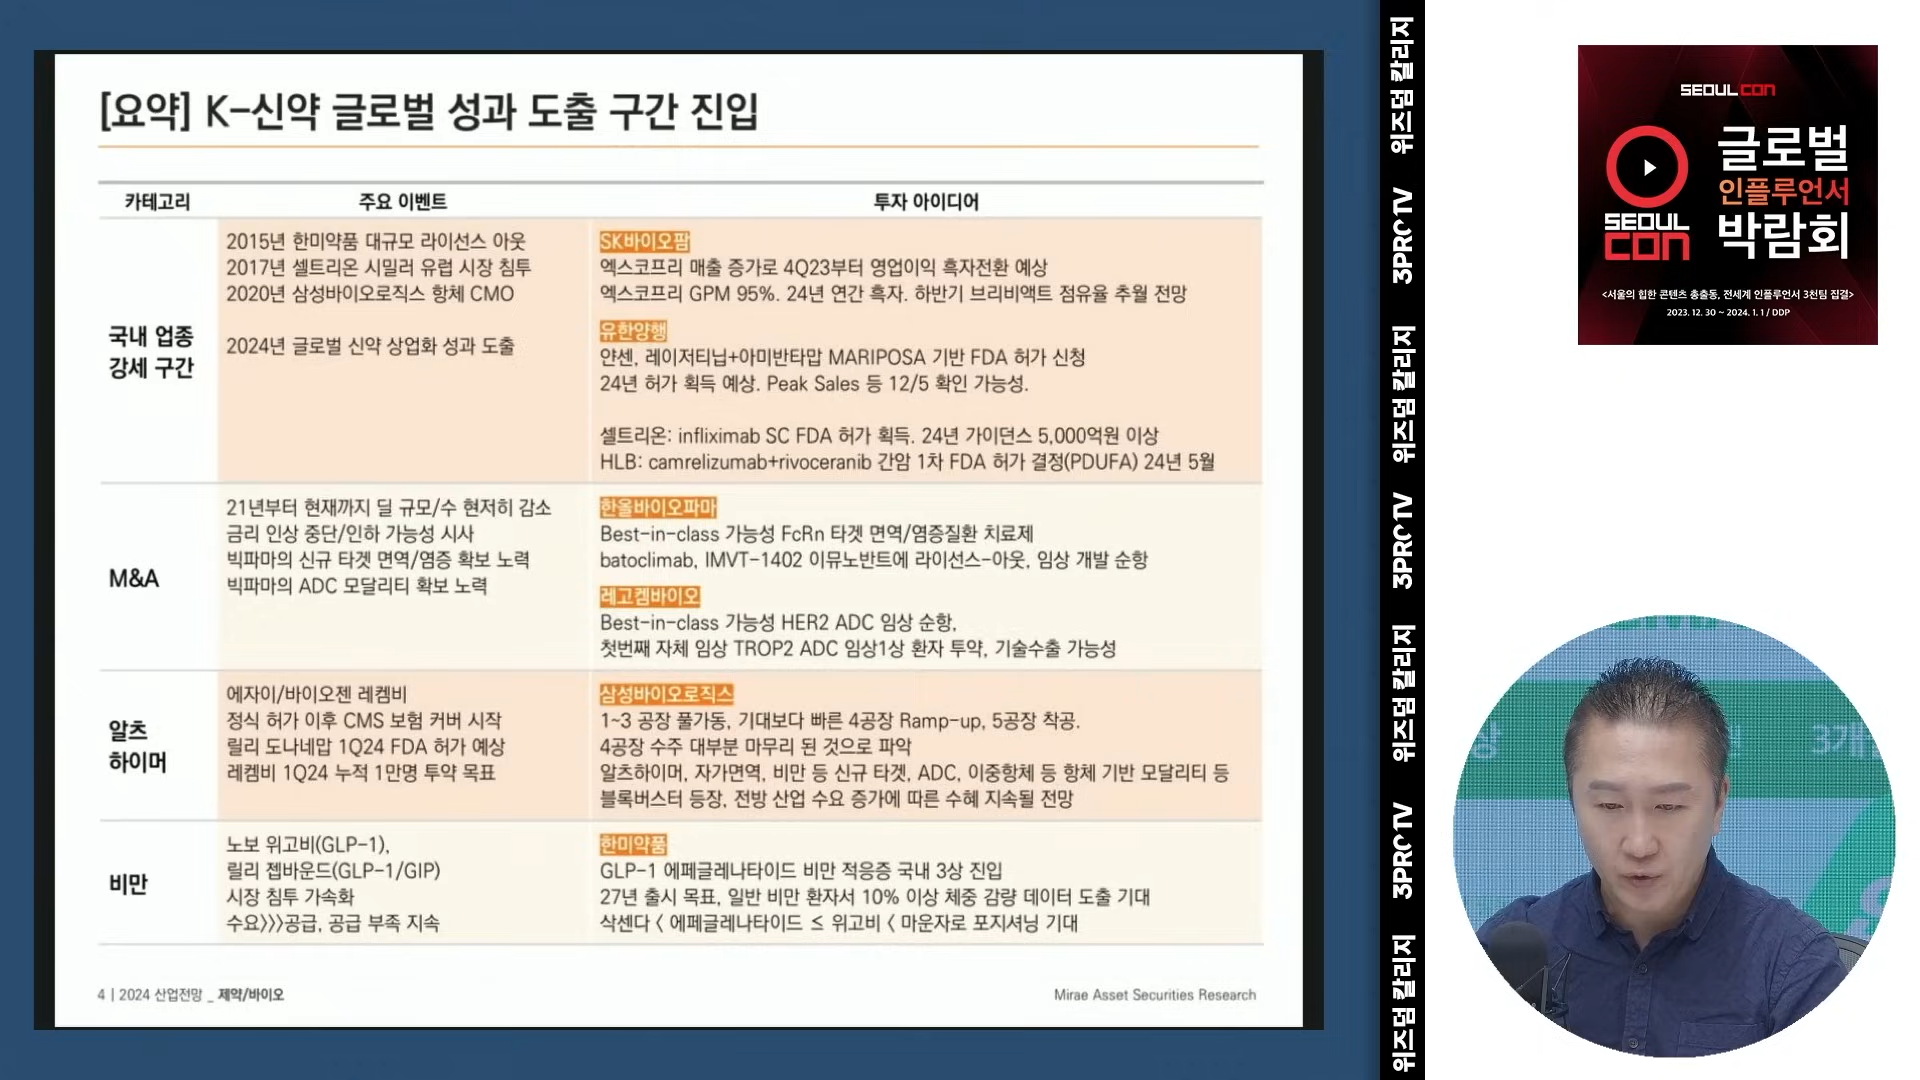 [요약] K-신약 글로벌 성과 도출 구간 진입
카테고리
주요 이벤트
투자 아이디어
국내 업종
강세 구간
2015년 한미약품 대규모 라이선스 아웃
2017년 셀트리온 시밀러 유럽 시장 침투
2020년 삼성바이오로직스 항체 CMO
2024년 글로벌 신약 상업화 성과 도출
SK바이오팜
엑스코프리 매출 증가로 4Q23부터 영업이익 흑자전환 예상
엑스코프리 GPM 95%. 24년 연간 흑자. 하반기 브리비액트 점유율 추월 전망
유한양행
얀센, 레이저티닙+아미반타맙 MARIPOSA 기반 FDA 허가 신청
24년 허가 획득 예상. Peak Sales 등 12/5 확인 가능성.
셀트리온: infliximab SC FDA 허가 획득. 24년 가이던스 5,000억원 이상
HLB: camrelizumab+rivoceranib 간암 1차 FDA 허가 결정(PDUFA) 24년 5월
M&A
21년부터 현재까지 딜 규모/수 현저히 감소
금리 인상 중단/인하 가능성 시사
빅파마의 신규 타겟 면역/염증 확보 노력
빅파마의 ADC 모달리티 확보 노력
한올바이오파마
Best-in-class 가능성 FcRn 타겟 면역/염증질환 치료제
batoclimab, IMVT-1402 이뮤노반트에 라이선스-아웃, 임상 개발 순항
레고켐바이오
Best-in-class 가능성 HER2 ADC 임상 순항,
첫번째 자체 임상 TROP2 ADC 임상1상 환자 투약, 기술수출 가능성
알츠
하이머
에자이/바이오젠 레켐비
정식 허가 이후 CMS 보험 커버 시작
릴리 도나네맙 1Q24 FDA 허가 예상
레켐비 1Q24 누적 1만명 투약 목표
삼성바이오로직스
1~3 공장 풀가동, 기대보다 빠른 4공장 Ramp-up, 5공장 착공.
4공장 수주 대부분 마무리 된 것으로 파악
알츠하이머, 자가면역, 비만 등 신규 타겟, ADC, 이중항체 등 항체 기반 모달리티 등
블록버스터 등장, 전방 산업 수요 증가에 따른 수혜 지속될 전망
비만
노보 위고비(GLP-1),
릴리 젭바운드(GLP-1/GIP)
시장 침투 가속화
수요>>>공급, 공급 부족 지속
한미약품
GLP-1 에페글레나타이드 비만 적응증 국내 3상 진입
27년 출시 목표, 일반 비만 환자서 10% 이상 체중 감량 데이터 도출 기대
삭센다 < 에페글레나타이드 ≤ 위고비 < 마운자로 포지셔닝 기대
4 | 2024 산업전망 _ 제약/바이오
Mirae Asset Securities Research
위즈덤 칼리지
3PROTV
위즈덤 칼리지
3PROTV
위즈덤 칼리지
3PROTV
위즈덤 칼리지
SEOULCON
SEOUL
CON
글로벌
인플루언서
박람회
<서울의 힙한 콘텐츠 총출동, 전세계 인플루언서 3천팀 집결>
2023. 12. 30 ~ 2024. 1. 1 / DDP
상
3개